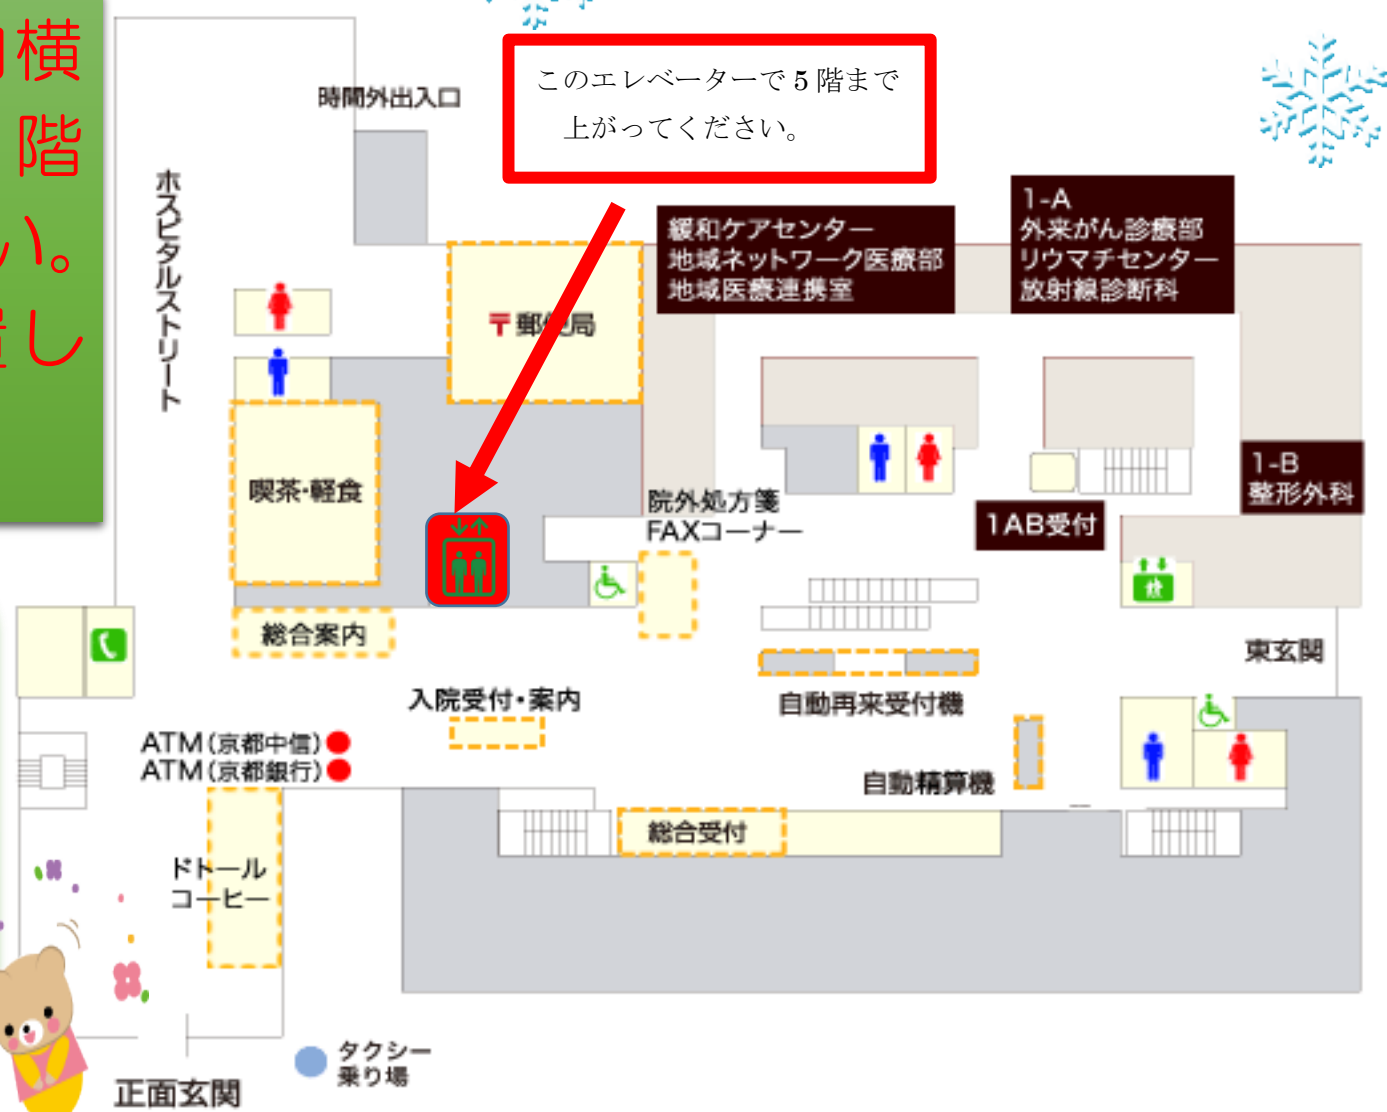 横
階
い。
し
このエレベーターで5階まで
上がってください。
時間外出入口
ホスピタルストリート
緩和ケアセンター
地域ネットワーク医療部
地域医療連携室
1-A
外来がん診療部
リウマチセンター
放射線診断科
〒郵便局
喫茶・軽食
院外処方箋
FAXコーナー
1AB受付
1-B
整形外科
総合案内
東玄関
入院受付・案内
自動再来受付機
ATM(京都中信)
ATM(京都銀行)
自動精算機
総合受付
ドトール
コーヒー
タクシー
乗り場
正面玄関